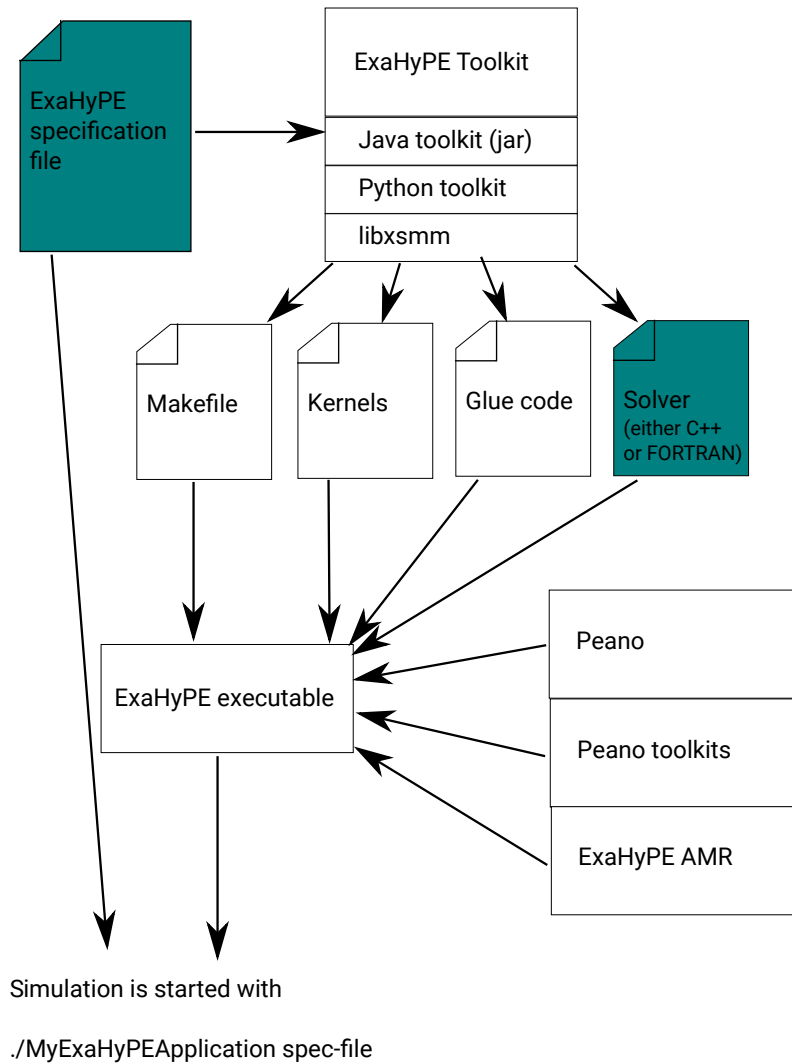 ExaHyPE
specification
file
ExaHyPE Toolkit
Java toolkit (jar)
Python toolkit
libxsmm
Makefile
Kernels
Glue code
Solver
(either C++
or FORTRAN)
ExaHyPE executable
Peano
Peano toolkits
ExaHyPE AMR
Simulation is started with
./MyExaHyPEApplication spec-file